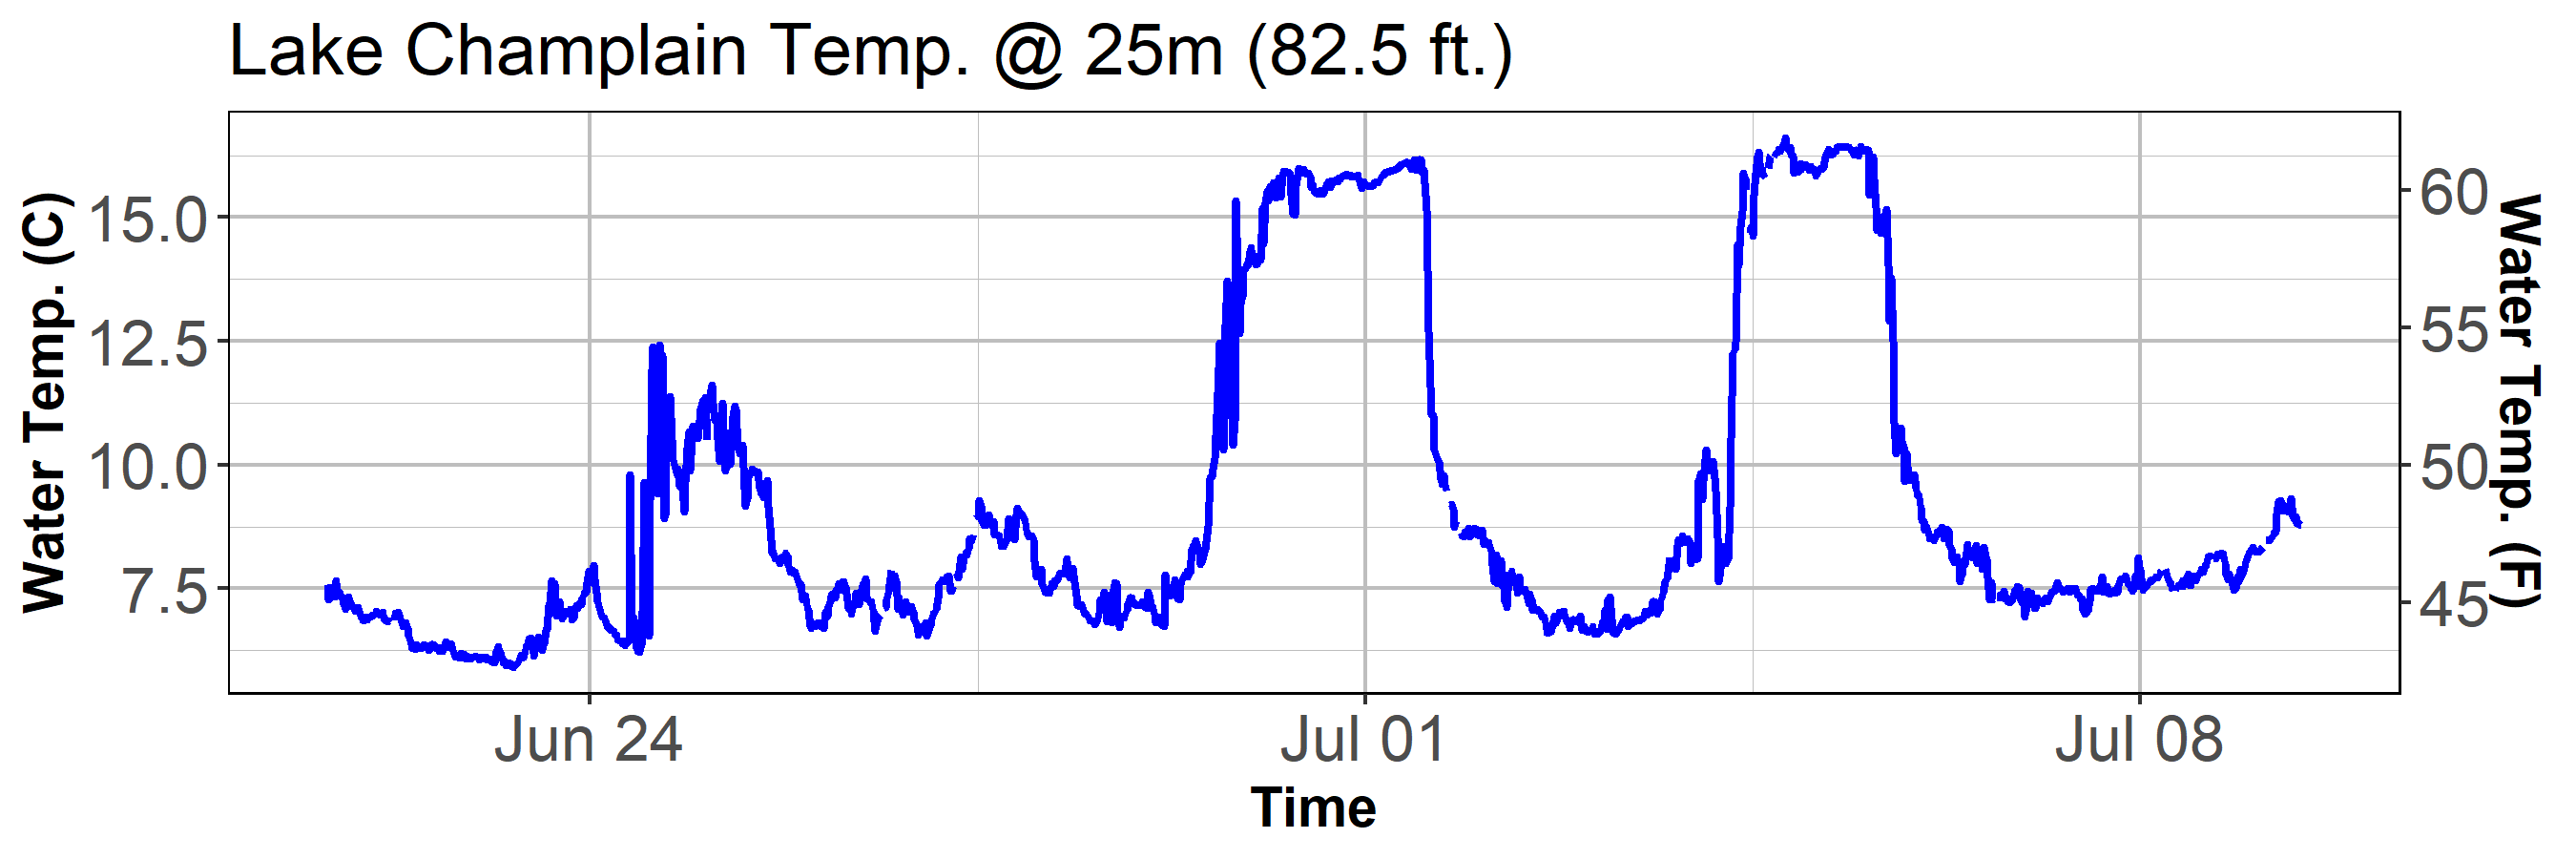 Lake Champlain Temp. @ 25m (82.5 ft.)
Water Temp. (C)
15.0
12.5
10.0
7.5
60
55
50
45
Water Temp. (F)
Jun 24
Jul 01
Jul 08
Time